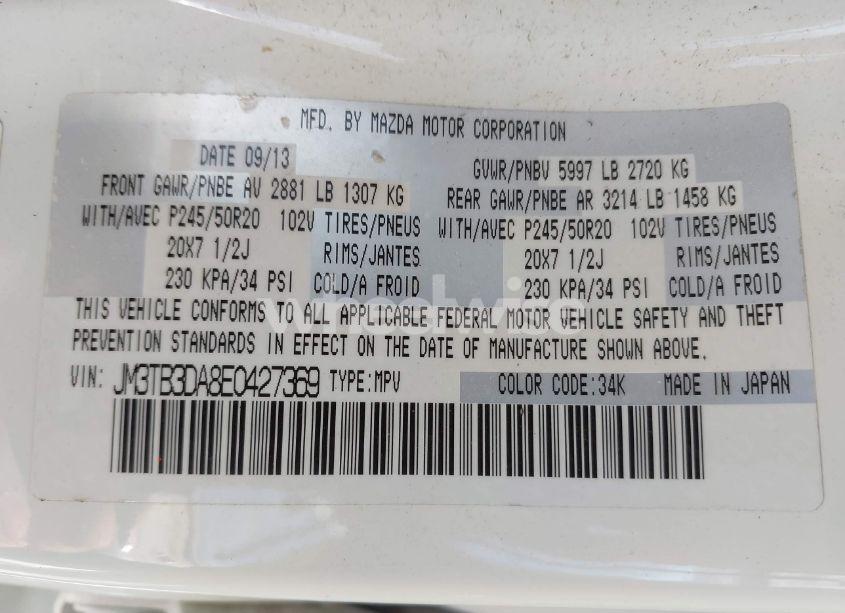 MFD. BY MAZDA MOTOR CORPORATION
DATE 09/13 GVWR/PNBV 5997 LB 2720 KG
FRONT GAWR/PNBE AV 2881 LB 1307 KG REAR GAWR/PNBE AR 3214 LB 1458 KG
WITH/AVEC P245/50R20 102V TIRES/PNEUS WITH/AVEC P245/50R20 102V TIRES/PNEUS
20X7 1/2J RIMS/JANTES 20X7 1/2J RIMS/JANTES
230 KPA/34 PSI COLD/A FROID 230 KPA/34 PSI COLD/A FROID
THIS VEHICLE CONFORMS TO ALL APPLICABLE FEDERAL MOTOR VEHICLE SAFETY AND THEFT
PREVENTION STANDARDS IN EFFECT ON THE DATE OF MANUFACTURE SHOWN ABOVE.
VIN: JM3TB3DA8E0427369 TYPE:MPV COLOR CODE:34K MADE IN JAPAN